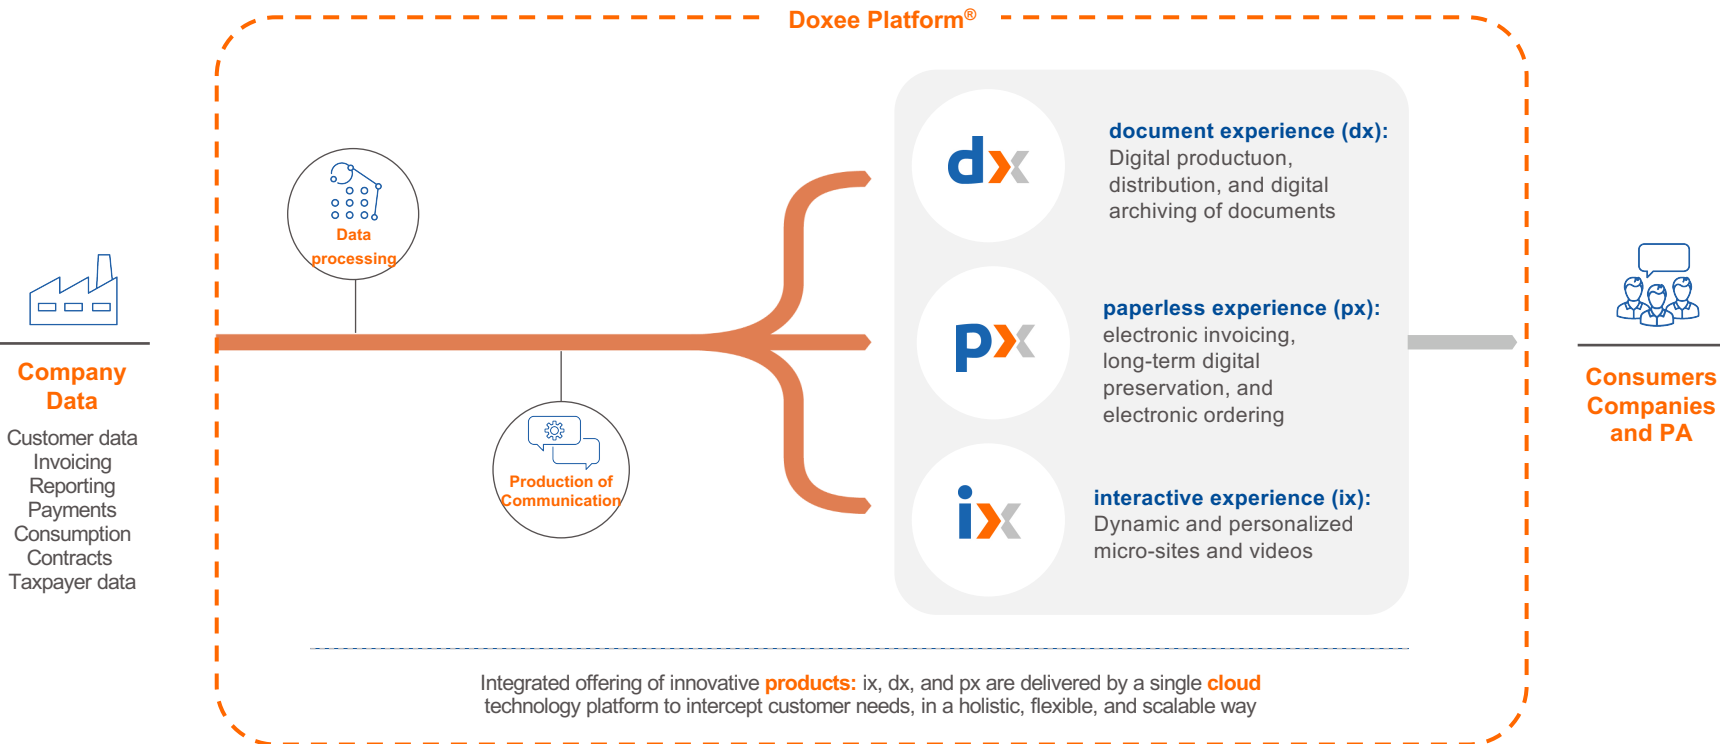 Doxee Platform®
Data
processing
Production of
Communication
Company
Data
Customer data
Invoicing
Reporting
Payments
Consumption
Contracts
Taxpayer data
dx
document experience (dx):
Digital productuon,
distribution, and digital
archiving of documents
px
paperless experience (px):
electronic invoicing,
long-term digital
preservation, and
electronic ordering
ix
interactive experience (ix):
Dynamic and personalized
micro-sites and videos
Consumers
Companies
and PA
Integrated offering of innovative products: ix, dx, and px are delivered by a single cloud
technology platform to intercept customer needs, in a holistic, flexible, and scalable way